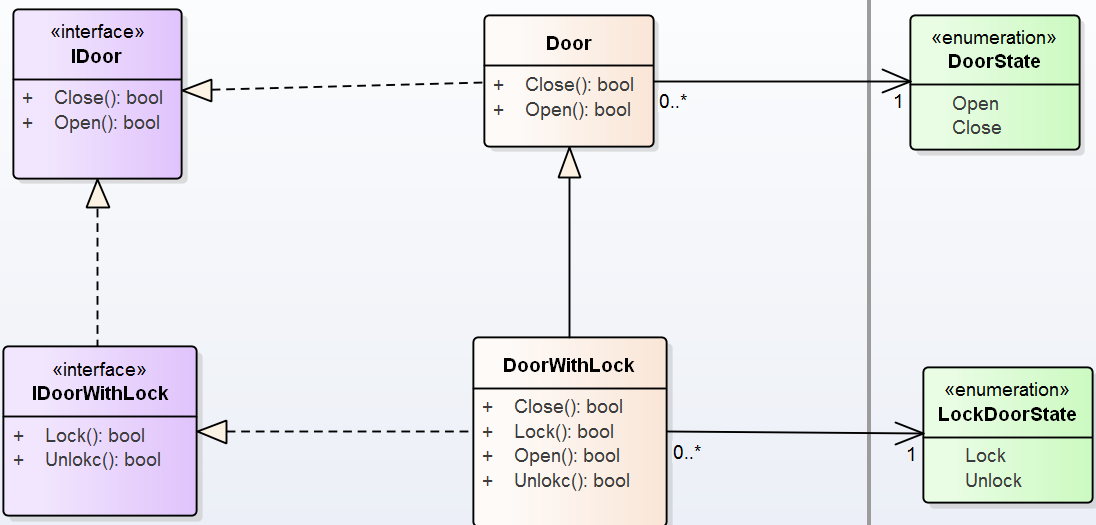 «interface»
IDoor
+ Close(): bool
+ Open(): bool
Door
+ Close(): bool
+ Open(): bool
0..*
1
«enumeration»
DoorState
Open
Close
«interface»
IDoorWithLock
+ Lock(): bool
+ Unlokc(): bool
DoorWithLock
+ Close(): bool
+ Lock(): bool
+ Open(): bool
+ Unlokc(): bool
0..*
1
«enumeration»
LockDoorState
Lock
Unlock